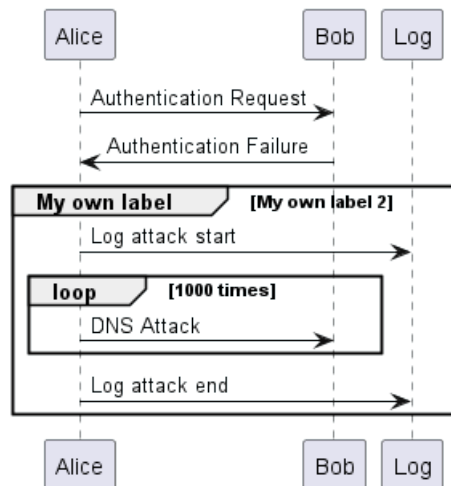 Alice Bob Log
Authentication Request
Authentication Failure
My own label [My own label 2]
Log attack start
loop [1000 times]
DNS Attack
Log attack end
Alice Bob Log